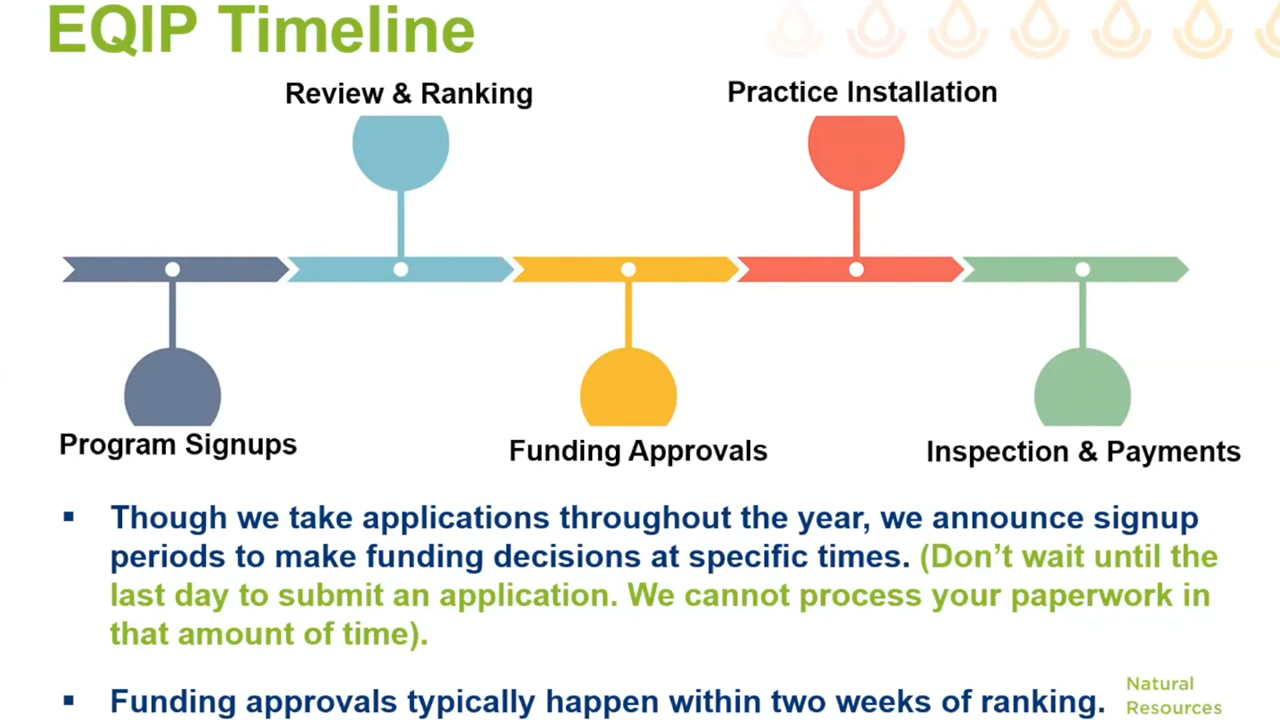 EQIP Timeline
Review & Ranking
Practice Installation
Program Signups
Funding Approvals
Inspection & Payments
▪ Though we take applications throughout the year, we announce signup
periods to make funding decisions at specific times. (Don’t wait until the
last day to submit an application. We cannot process your paperwork in
that amount of time).
▪ Funding approvals typically happen within two weeks of ranking.
Natural
Resources